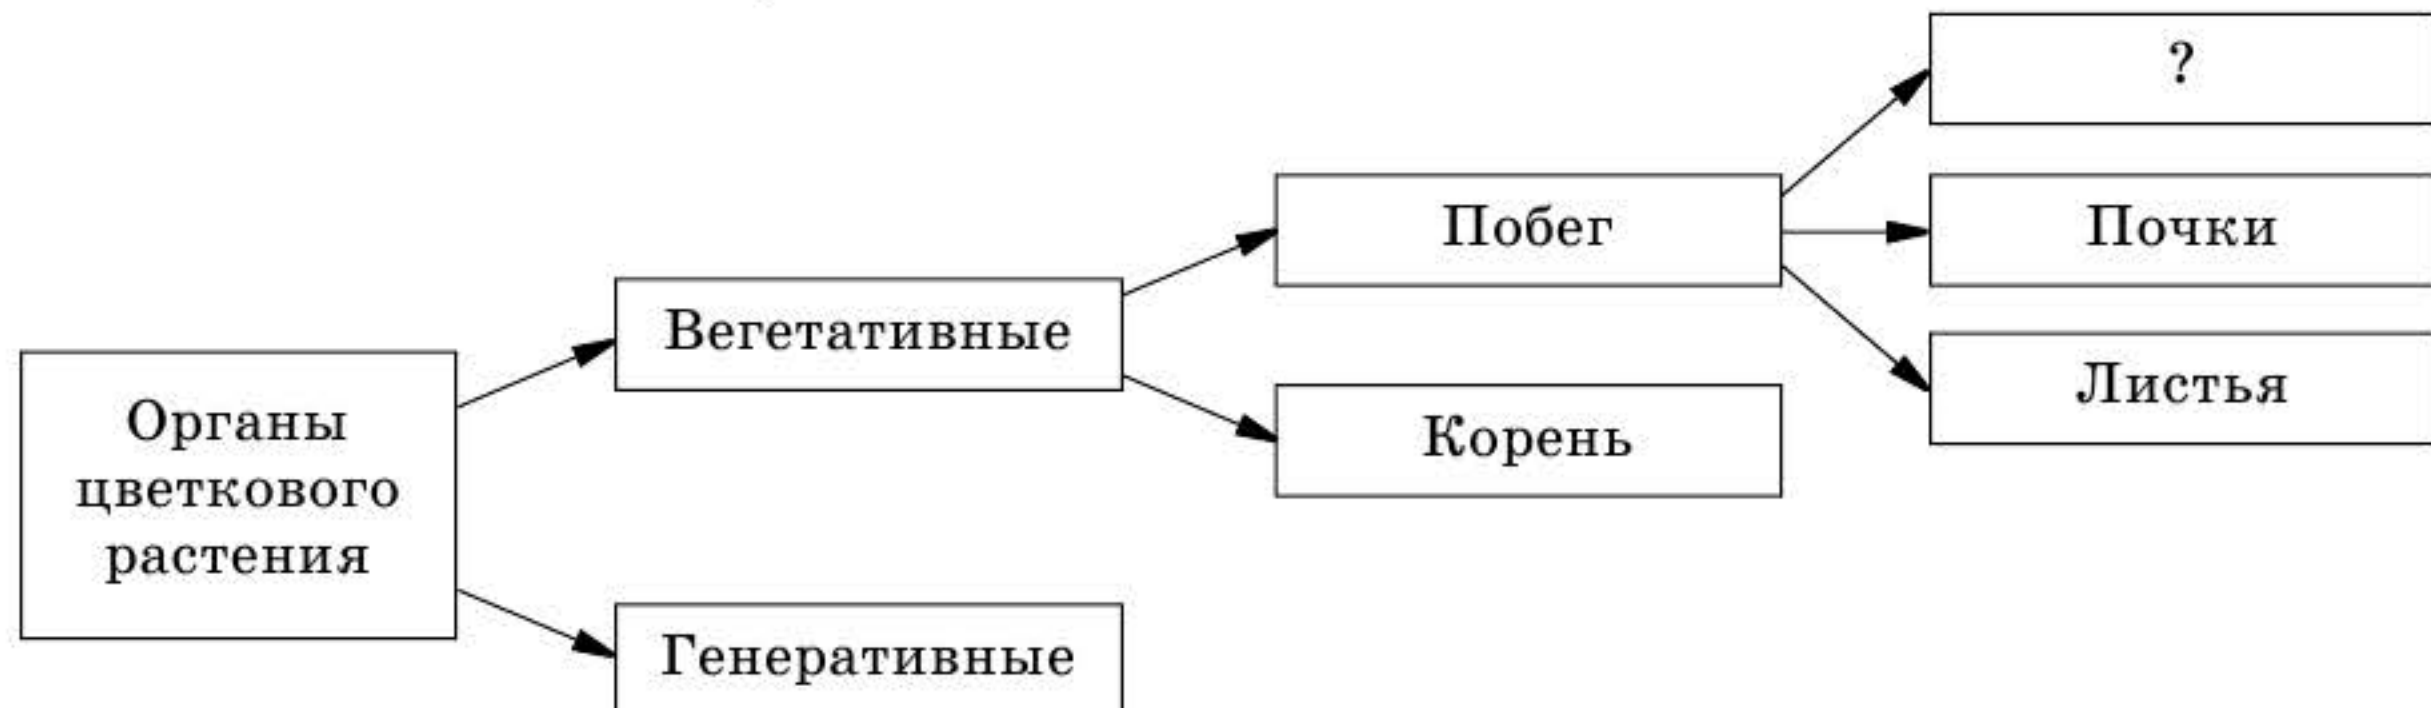 ?
Побег
Почки
Вегетативные
Листья
Органы
цветкового
растения
Корень
Генеративные